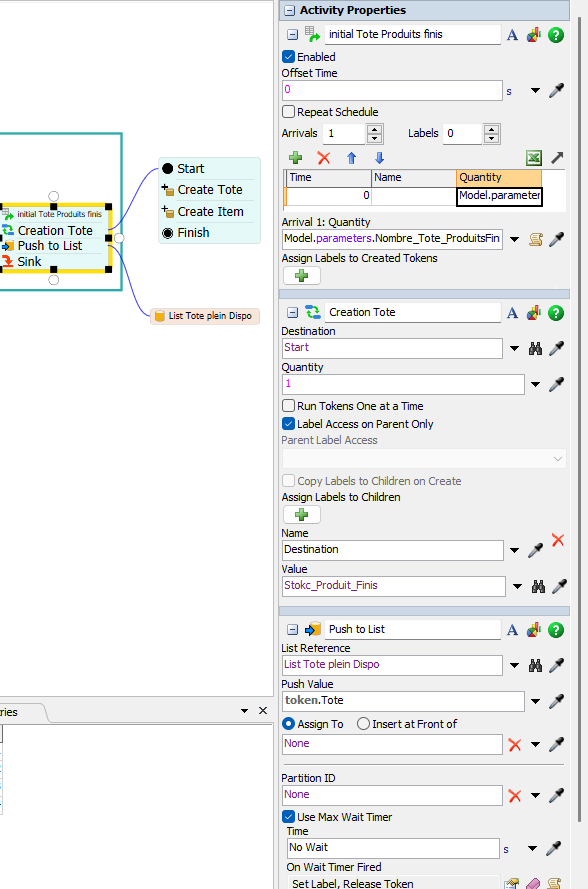 Start
Create Tote
Create Item
Finish
initial Tote Produits finis
Creation Tote
Push to List
Sink
List Tote plein Dispo
ries
Activity Properties
initial Tote Produits finis
A
?
Enabled
Offset Time
0
s
Repeat Schedule
Arrivals
1
Labels
0
Time
Name
Quantity
0
Model.parameter
Arrival 1: Quantity
Model.parameters.Nombre_Tote_ProduitsFin
Assign Labels to Created Tokens
Creation Tote
A
?
Destination
Start
Quantity
1
Run Tokens One at a Time
Label Access on Parent Only
Parent Label Access
Copy Labels to Children on Create
Assign Labels to Children
Name
Destination
Value
Stokc_Produit_Finis
Push to List
A
?
List Reference
List Tote plein Dispo
Push Value
token.Tote
Assign To
Insert at Front of
None
Partition ID
None
Use Max Wait Timer
Time
No Wait
s
On Wait Timer Fired
Set Label, Release Token